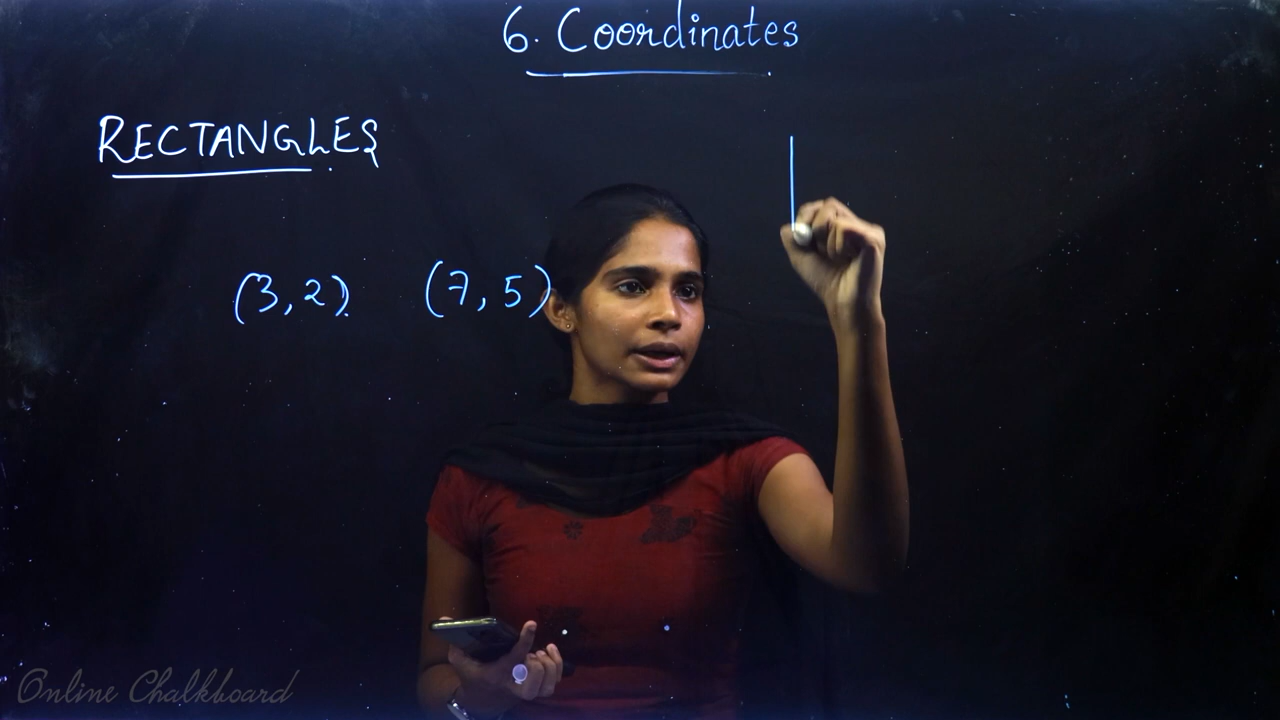 6. Coordinates
RECTANGLES
(3,2) (7,5)
Online Chalkboard